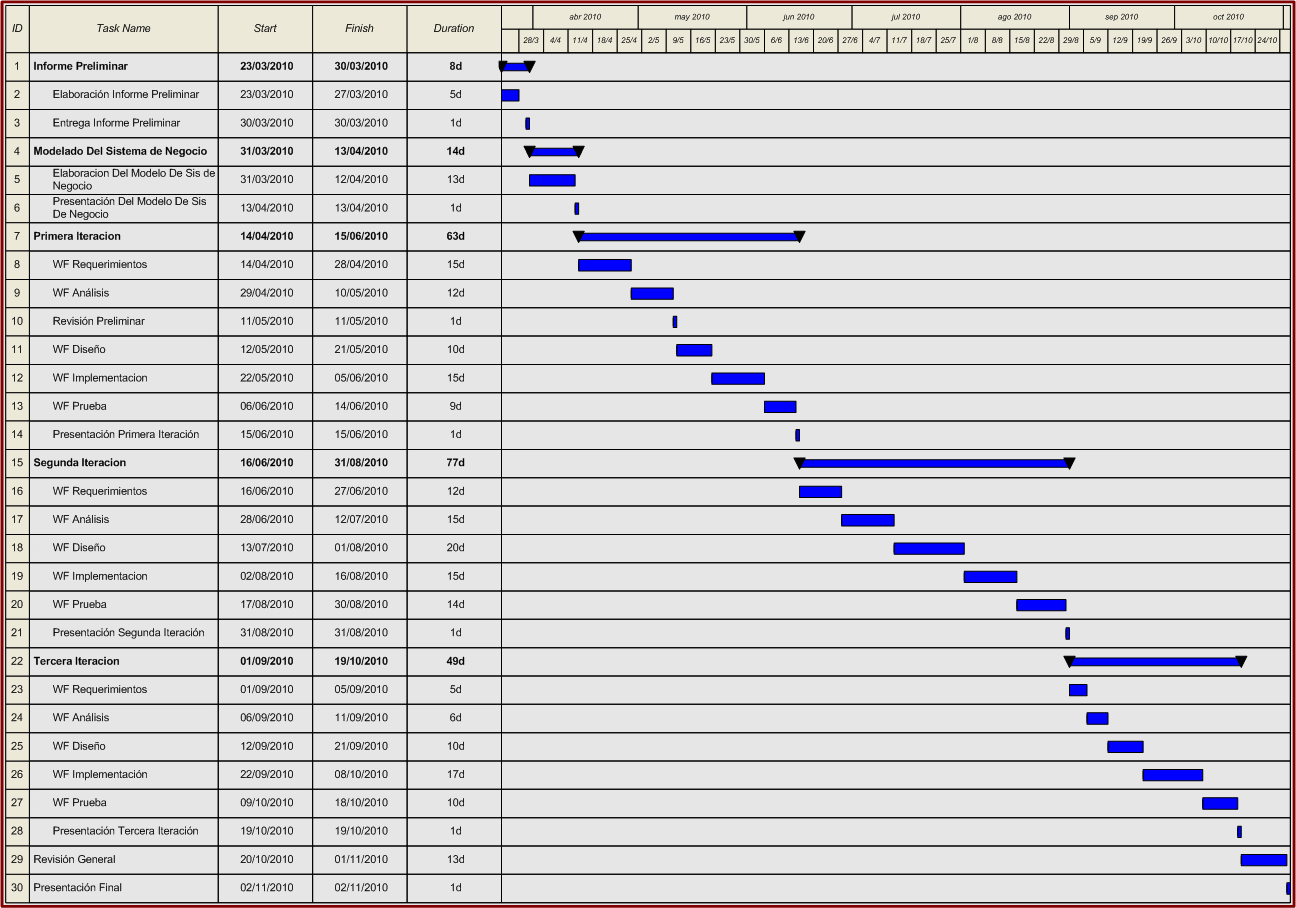 ID Task Name Start Finish Duration abr 2010 may 2010 jun 2010 jul 2010 ago 2010 sep 2010 oct 2010
28/3 4/4 11/4 18/4 25/4 2/5 9/5 16/5 23/5 30/5 6/6 13/6 20/6 27/6 4/7 11/7 18/7 25/7 1/8 8/8 15/8 22/8 29/8 5/9 12/9 19/9 26/9 3/10 10/10 17/10 24/10
1 Informe Preliminar 23/03/2010 30/03/2010 8d
2 Elaboración Informe Preliminar 23/03/2010 27/03/2010 5d
3 Entrega Informe Preliminar 30/03/2010 30/03/2010 1d
4 Modelado Del Sistema de Negocio 31/03/2010 13/04/2010 14d
5 Elaboracion Del Modelo De Sis de
Negocio 31/03/2010 12/04/2010 13d
6 Presentación Del Modelo De Sis
De Negocio 13/04/2010 13/04/2010 1d
7 Primera Iteracion 14/04/2010 15/06/2010 63d
8 WF Requerimientos 14/04/2010 28/04/2010 15d
9 WF Análisis 29/04/2010 10/05/2010 12d
10 Revisión Preliminar 11/05/2010 11/05/2010 1d
11 WF Diseño 12/05/2010 21/05/2010 10d
12 WF Implementacion 22/05/2010 05/06/2010 15d
13 WF Prueba 06/06/2010 14/06/2010 9d
14 Presentación Primera Iteración 15/06/2010 15/06/2010 1d
15 Segunda Iteracion 16/06/2010 31/08/2010 77d
16 WF Requerimientos 16/06/2010 27/06/2010 12d
17 WF Análisis 28/06/2010 12/07/2010 15d
18 WF Diseño 13/07/2010 01/08/2010 20d
19 WF Implementacion 02/08/2010 16/08/2010 15d
20 WF Prueba 17/08/2010 30/08/2010 14d
21 Presentación Segunda Iteración 31/08/2010 31/08/2010 1d
22 Tercera Iteracion 01/09/2010 19/10/2010 49d
23 WF Requerimientos 01/09/2010 05/09/2010 5d
24 WF Análisis 06/09/2010 11/09/2010 6d
25 WF Diseño 12/09/2010 21/09/2010 10d
26 WF Implementación 22/09/2010 08/10/2010 17d
27 WF Prueba 09/10/2010 18/10/2010 10d
28 Presentación Tercera Iteración 19/10/2010 19/10/2010 1d
29 Revisión General 20/10/2010 01/11/2010 13d
30 Presentación Final 02/11/2010 02/11/2010 1d